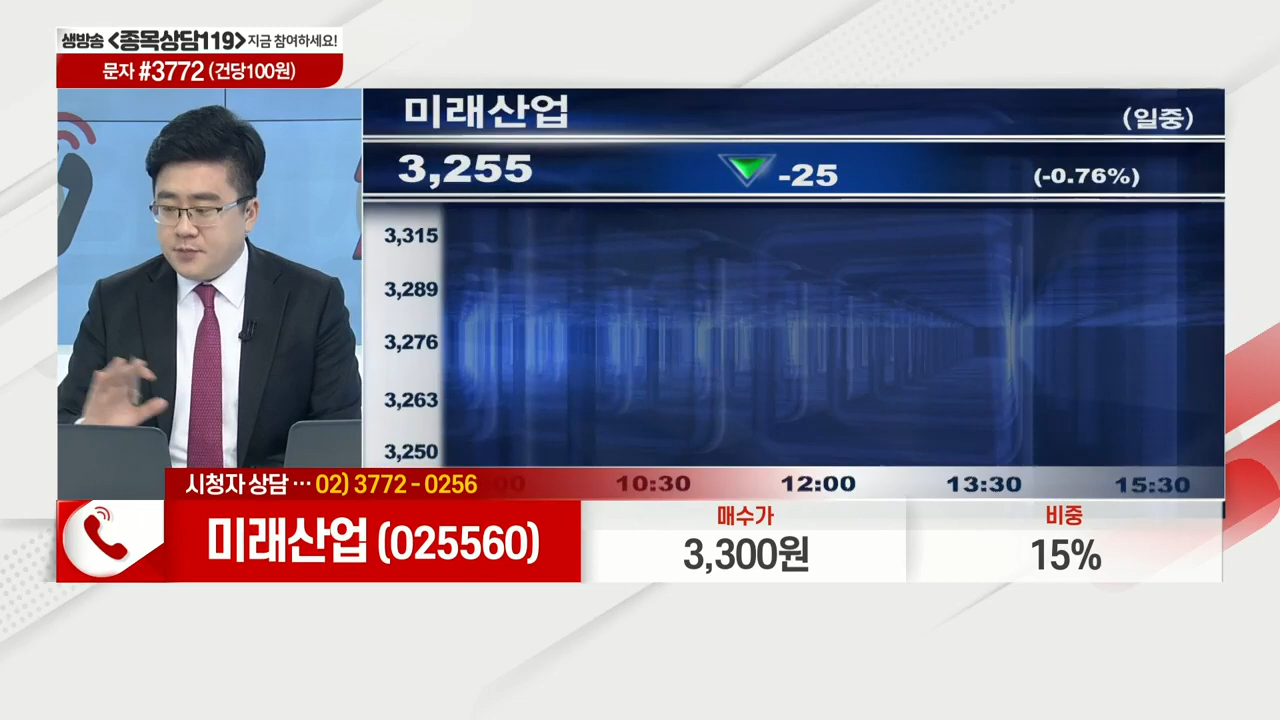 생방송 <종목상담119> 지금 참여하세요!
문자 #3772 (건당100원)
미래산업 (일중)
3,255 -25 (-0.76%)
3,315
3,289
3,276
3,263
3,250
10:30 12:00 13:30 15:30
시청자 상담 … 02) 3772 - 0256
미래산업 (025560)
매수가 비중
3,300원 15%